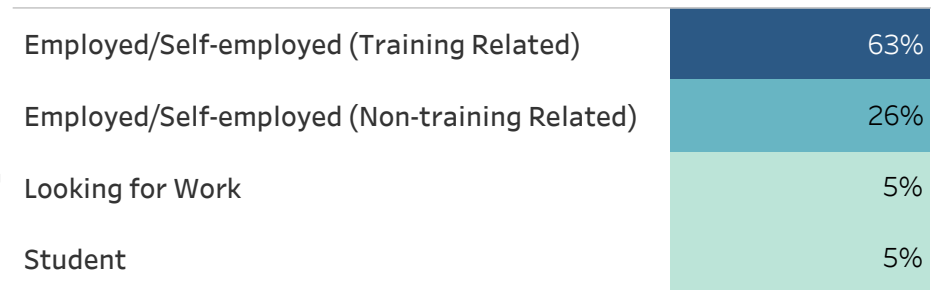 Employed/Self-employed (Training Related) 63%
Employed/Self-employed (Non-training Related) 26%
Looking for Work 5%
Student 5%